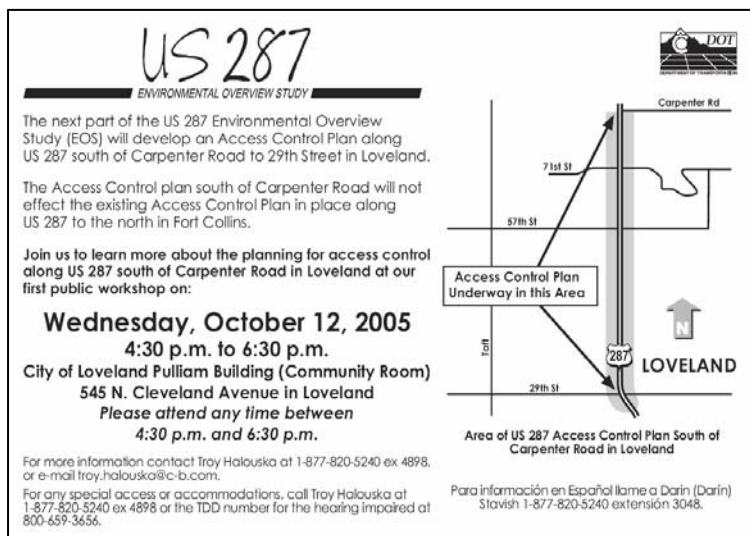 US 287
ENVIRONMENTAL OVERVIEW STUDY
The next part of the US 287 Environmental Overview
Study (EOS) will develop an Access Control Plan along
US 287 south of Carpenter Road to 29th Street in Loveland.
The Access Control plan south of Carpenter Road will not
effect the existing Access Control Plan in place along
US 287 to the north in Fort Collins.
Join us to learn more about the planning for access control
along US 287 south of Carpenter Road in Loveland at our
first public workshop on:
Wednesday, October 12, 2005
4:30 p.m. to 6:30 p.m.
City of Loveland Pulliam Building (Community Room)
545 N. Cleveland Avenue in Loveland
Please attend any time between
4:30 p.m. and 6:30 p.m.
For more information contact Troy Halouska at 1-877-820-5240 ex 4898,
or e-mail troy.halouska@c-b.com.
For any special access or accommodations, call Troy Halouska at
1-877-820-5240 ex 4898 or the TDD number for the hearing impaired at
800-659-3656.
DOT
DEPARTMENT OF TRANSPORTATION
Carpenter Rd
71st St
57th St
Access Control Plan
Underway in this Area
Taft
N
287
LOVELAND
29th St
Area of US 287 Access Control Plan South of
Carpenter Road in Loveland
Para información en Español llame a Darin (Darín)
Stavish 1-877-820-5240 extensión 3048.